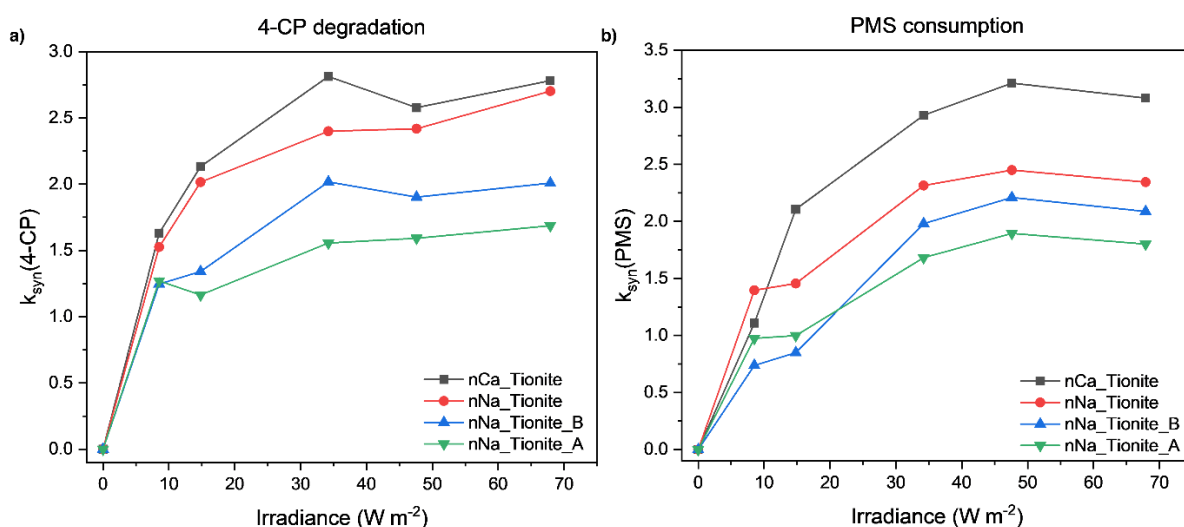 a)
4-CP degradation
3.0
2.5
2.0
1.5
1.0
0.5
0.0
k_syn(4-CP)
0 10 20 30 40 50 60 70
Irradiance (W m⁻²)
nCa_Tionite
nNa_Tionite
nNa_Tionite_B
nNa_Tionite_A
b)
PMS consumption
3.5
3.0
2.5
2.0
1.5
1.0
0.5
0.0
k_syn(PMS)
0 10 20 30 40 50 60 70
Irradiance (W m⁻²)
nCa_Tionite
nNa_Tionite
nNa_Tionite_B
nNa_Tionite_A